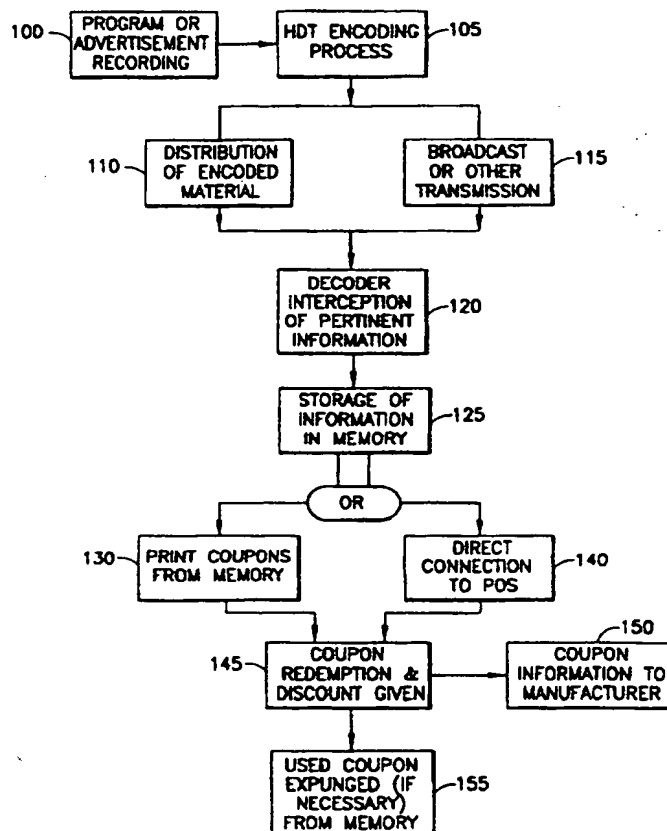 100
PROGRAM OR
ADVERTISEMENT
RECORDING
HDT ENCODING
PROCESS
105
110
DISTRIBUTION
OF ENCODED
MATERIAL
BROADCAST
OR OTHER
TRANSMISSION
115
DECODER
INTERCEPTION
OF PERTINENT
INFORMATION
120
STORAGE OF
INFORMATION
IN MEMORY
125
OR
130
PRINT COUPONS
FROM MEMORY
DIRECT
CONNECTION
TO POS
140
145
COUPON
REDEMPTION &
DISCOUNT GIVEN
150
COUPON
INFORMATION TO
MANUFACTURER
USED COUPON
EXPUNGED (IF
NECESSARY)
FROM MEMORY
155